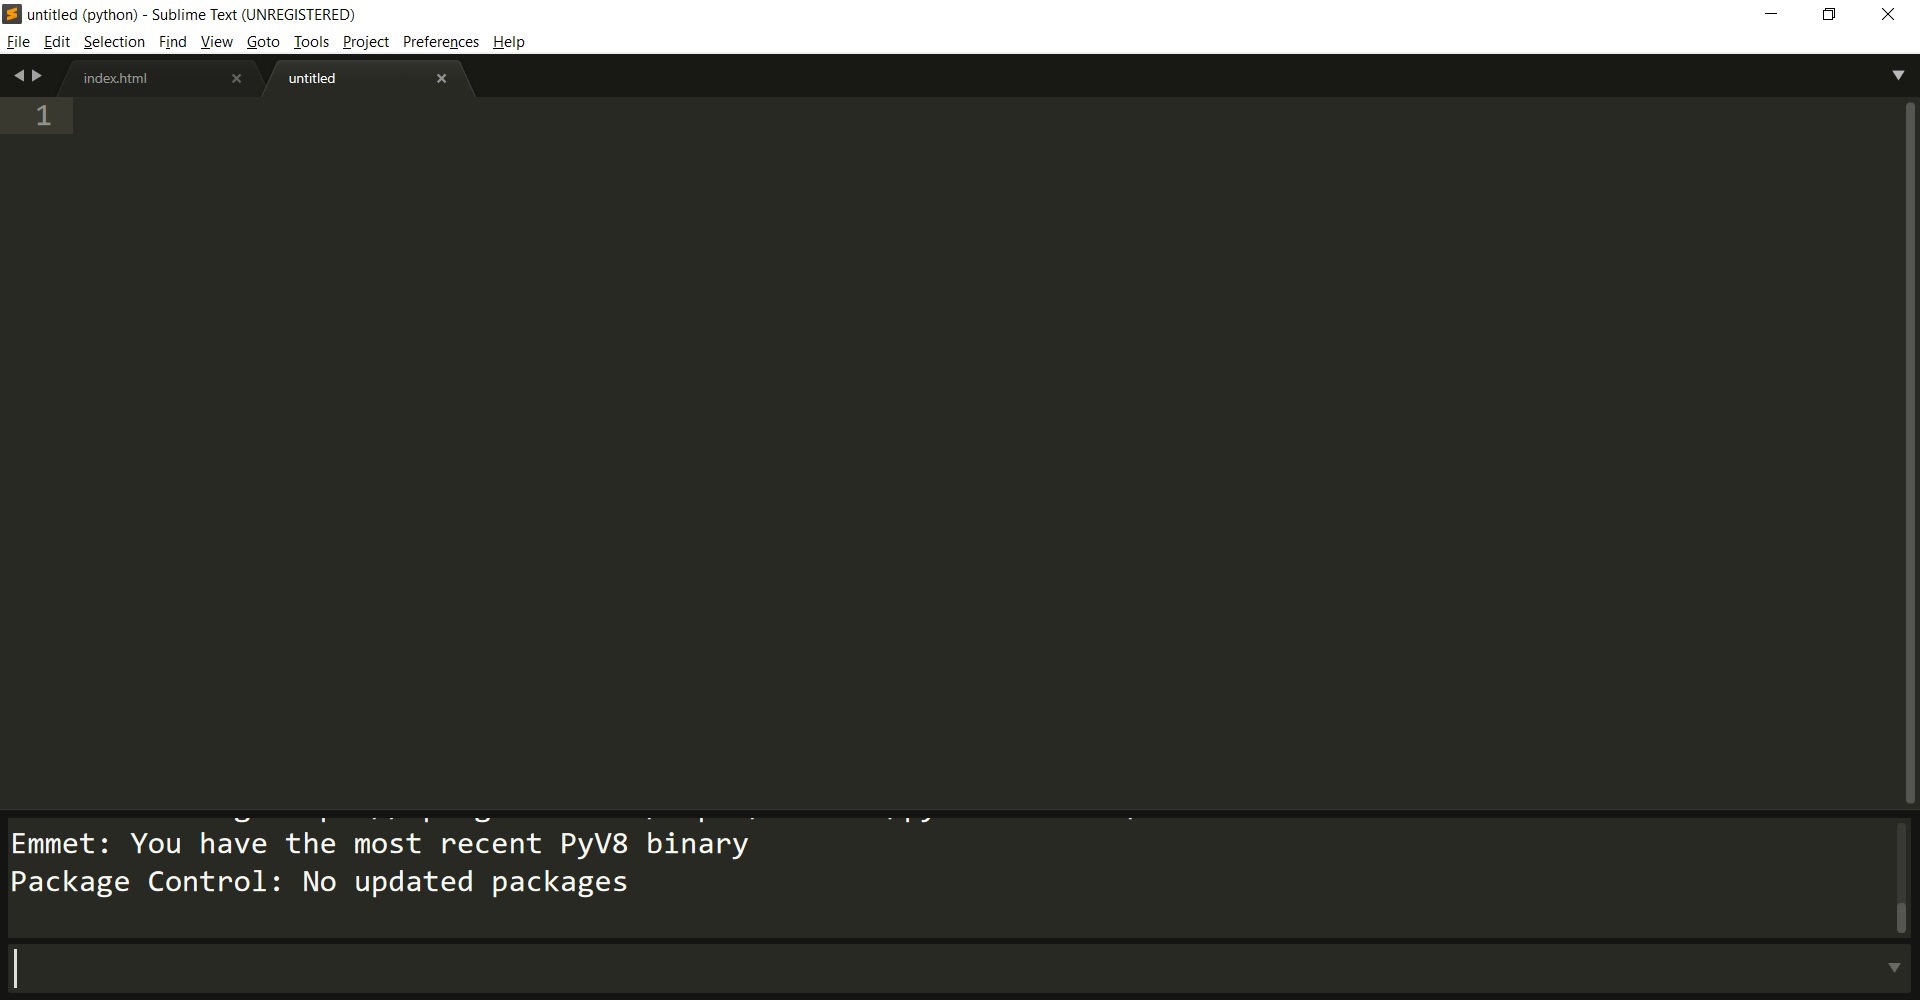 untitled (python) - Sublime Text (UNREGISTERED)
File Edit Selection Find View Goto Tools Project Preferences Help
index.html
untitled
1
Emmet: You have the most recent PyV8 binary
Package Control: No updated packages